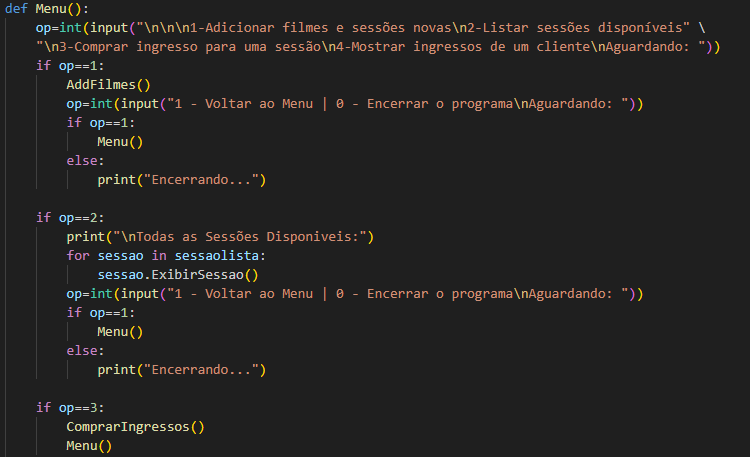 def Menu():
    op=int(input("\n\n\n1-Adicionar filmes e sessões novas\n2-Listar sessões disponíveis" \
    "\n3-Comprar ingresso para uma sessão\n4-Mostrar ingressos de um cliente\nAguardando: "))
    if op==1:
        AddFilmes()
        op=int(input("1 - Voltar ao Menu | 0 - Encerrar o programa\nAguardando: "))
        if op==1:
            Menu()
        else:
            print("Encerrando...")

    if op==2:
        print("\nTodas as Sessões Disponiveis:")
        for sessao in sessaolista:
            sessao.ExibirSessao()
        op=int(input("1 - Voltar ao Menu | 0 - Encerrar o programa\nAguardando: "))
        if op==1:
            Menu()
        else:
            print("Encerrando...")

    if op==3:
        ComprarIngressos()
        Menu()